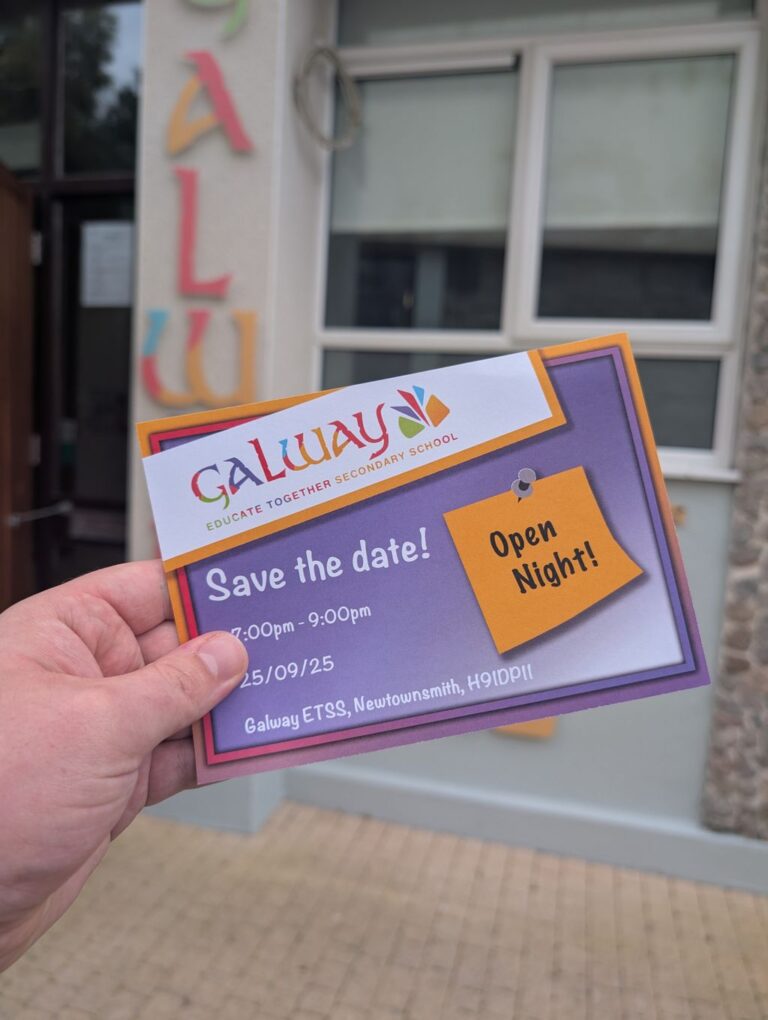 GALW
GALWAY
EDUCATE TOGETHER SECONDARY SCHOOL
Save the date!
Open
Night!
7:00pm - 9:00pm
25/09/25
Galway ETSS, Newtownsmith, H91DP11